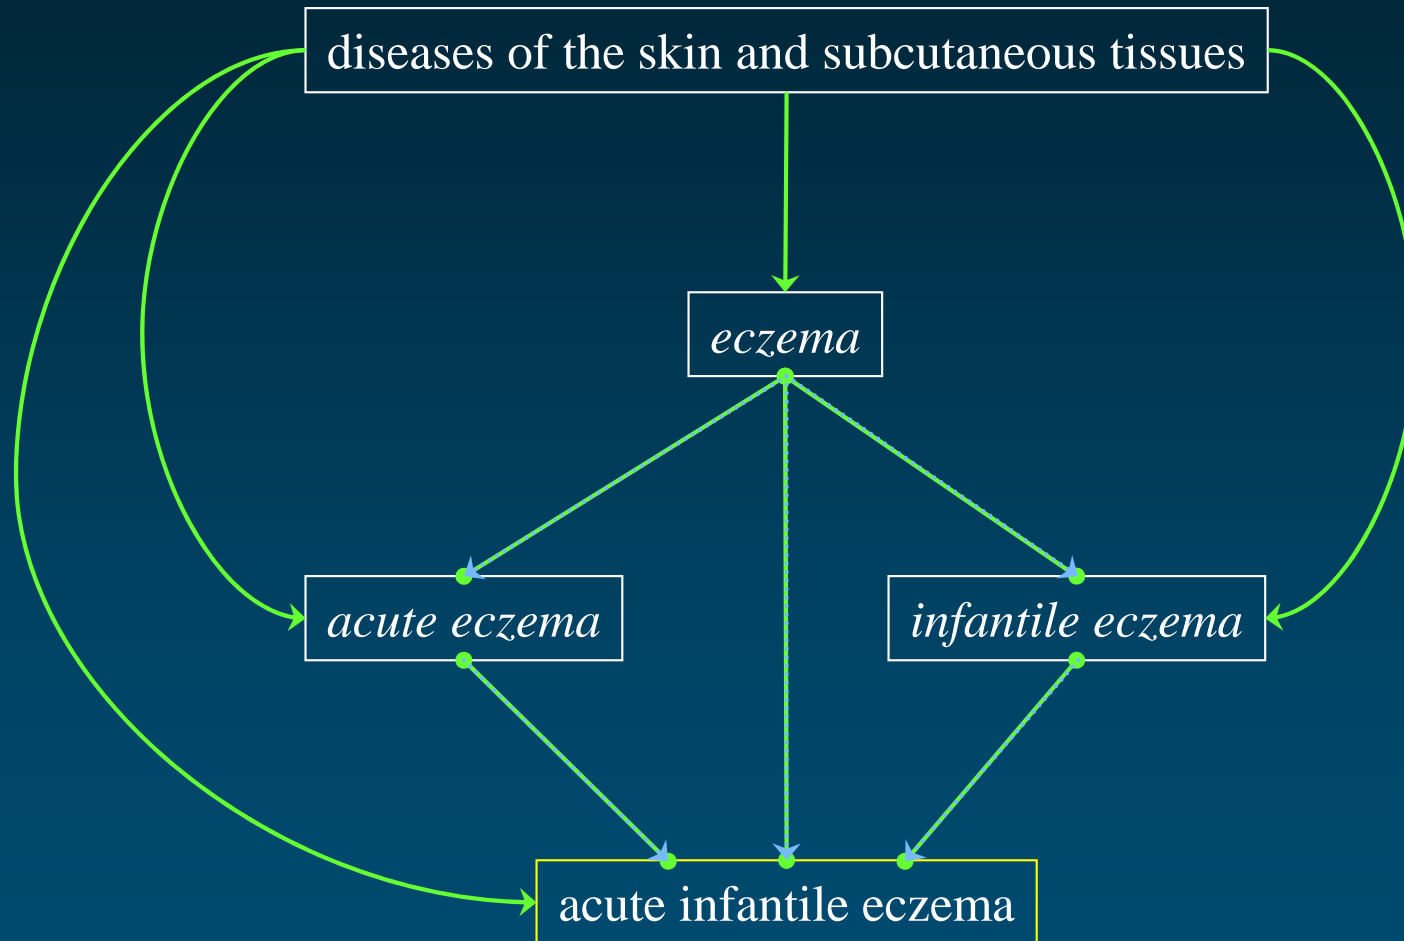 diseases of the skin and subcutaneous tissues
eczema
acute eczema
infantile eczema
acute infantile eczema